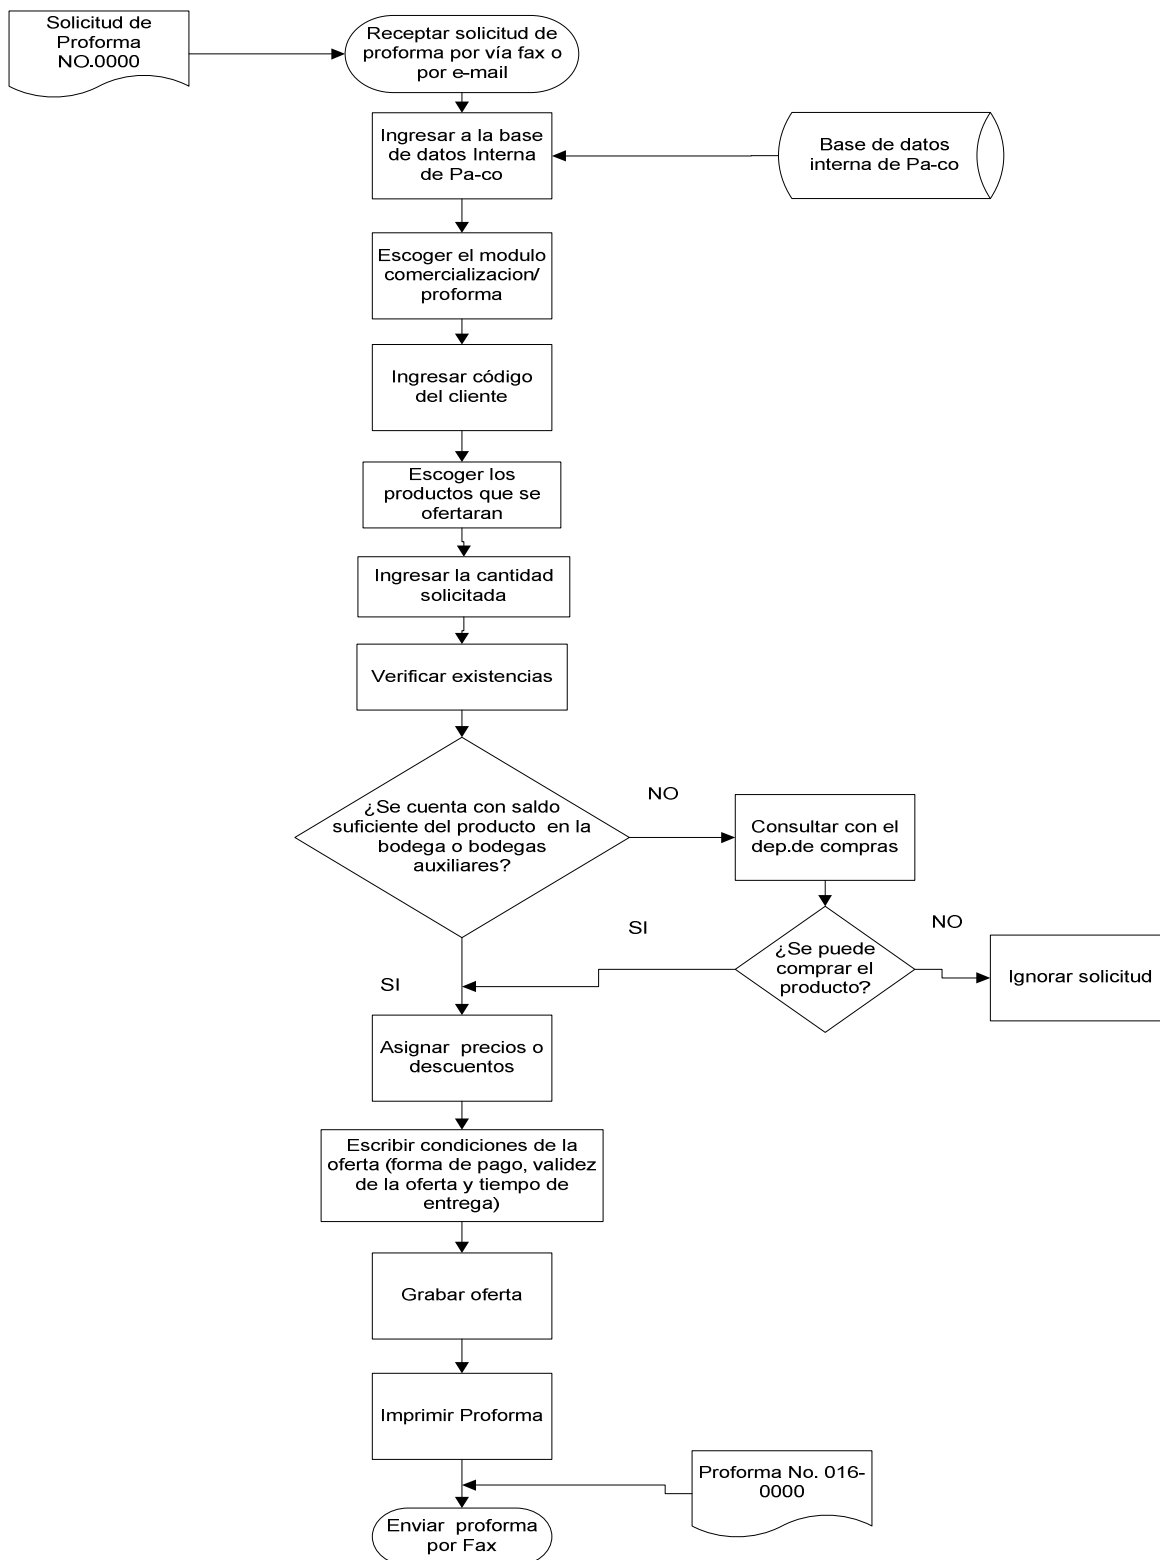 Solicitud de
Proforma
NO.0000
Receptar solicitud de
proforma por vía fax o
por e-mail
Ingresar a la base
de datos Interna
de Pa-co
Base de datos
interna de Pa-co
Escoger el modulo
comercializacion/
proforma
Ingresar código
del cliente
Escoger los
productos que se
ofertaran
Ingresar la cantidad
solicitada
Verificar existencias
¿Se cuenta con saldo
suficiente del producto en la
bodega o bodegas
auxiliares?
NO
Consultar con el
dep.de compras
SI
¿Se puede
comprar el
producto?
NO
Ignorar solicitud
SI
Asignar precios o
descuentos
Escribir condiciones de la
oferta (forma de pago, validez
de la oferta y tiempo de
entrega)
Grabar oferta
Imprimir Proforma
Proforma No. 016-
0000
Enviar proforma
por Fax